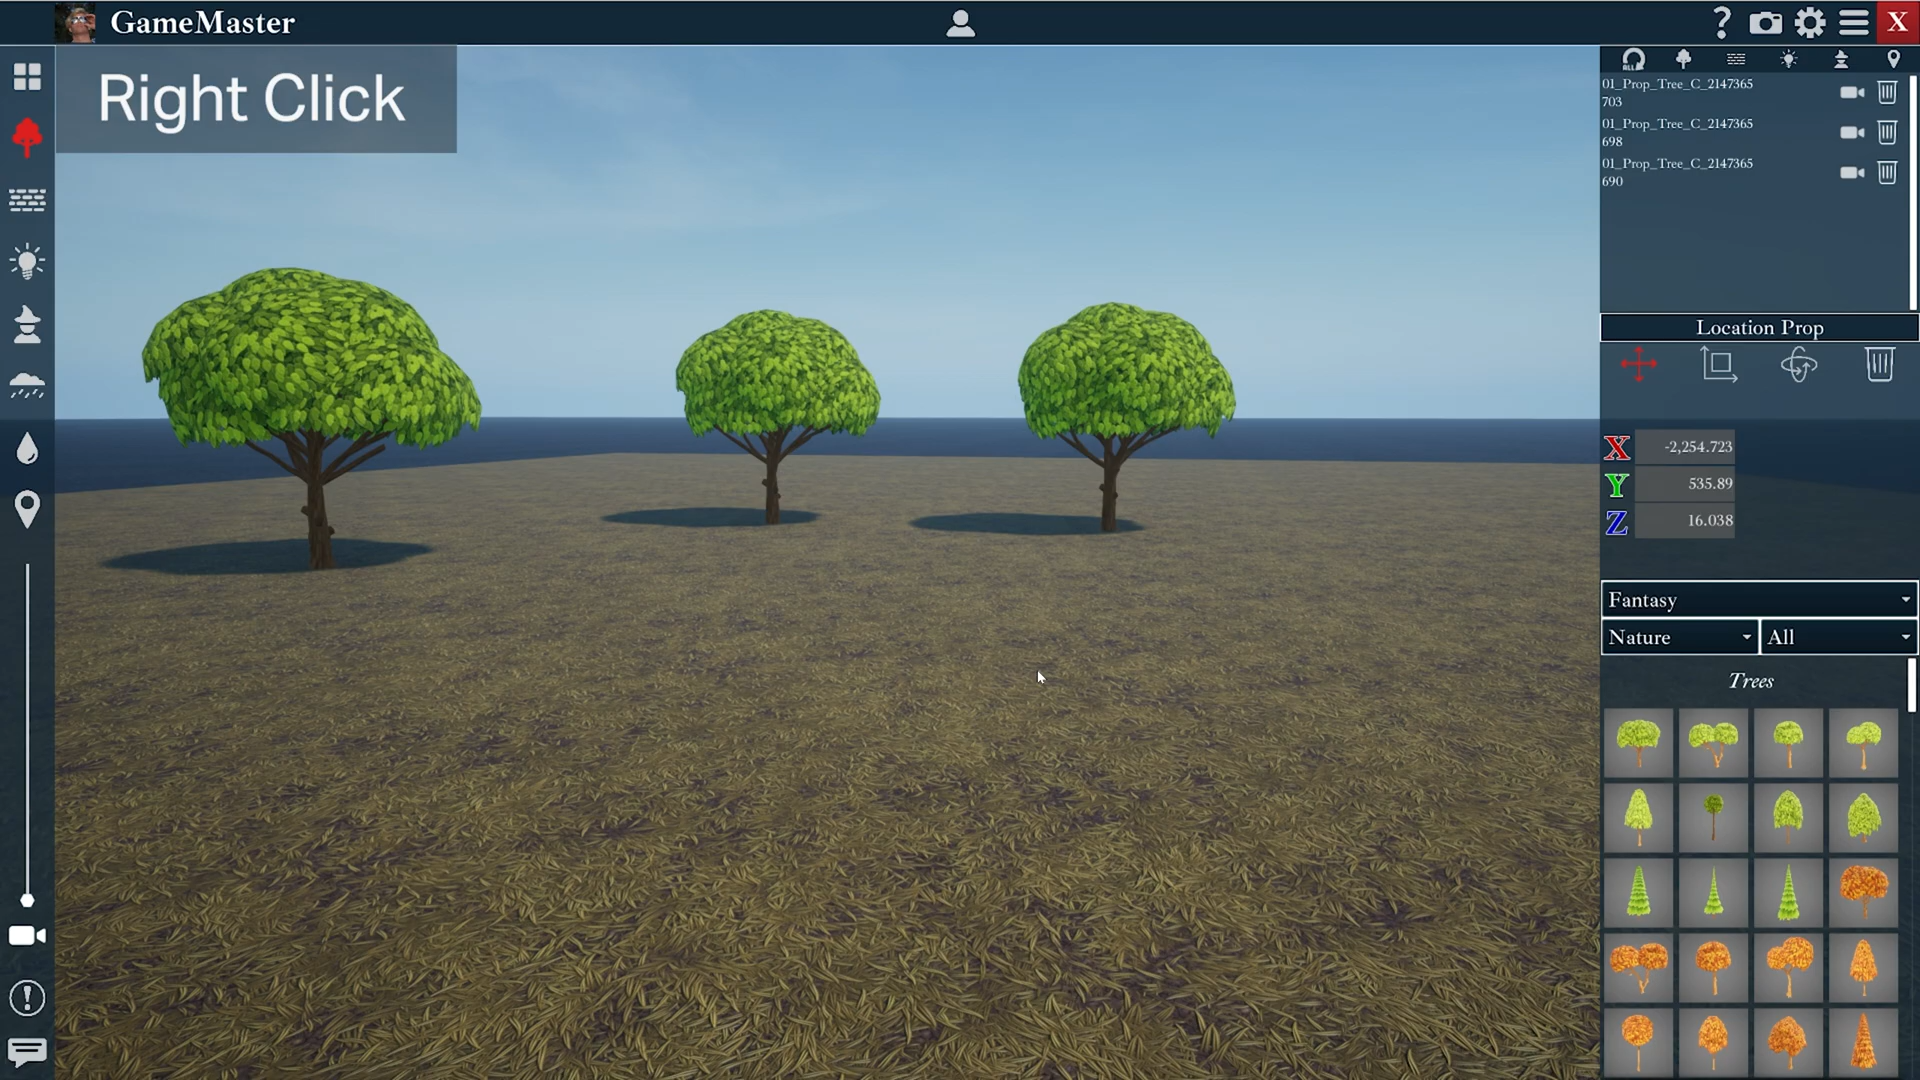 GameMaster
Right Click
ALL
01_Prop_Tree_C_2147365
703
01_Prop_Tree_C_2147365
698
01_Prop_Tree_C_2147365
690
Location Prop
X -2,254.723
Y 535.89
Z 16.038
Fantasy
Nature All
Trees